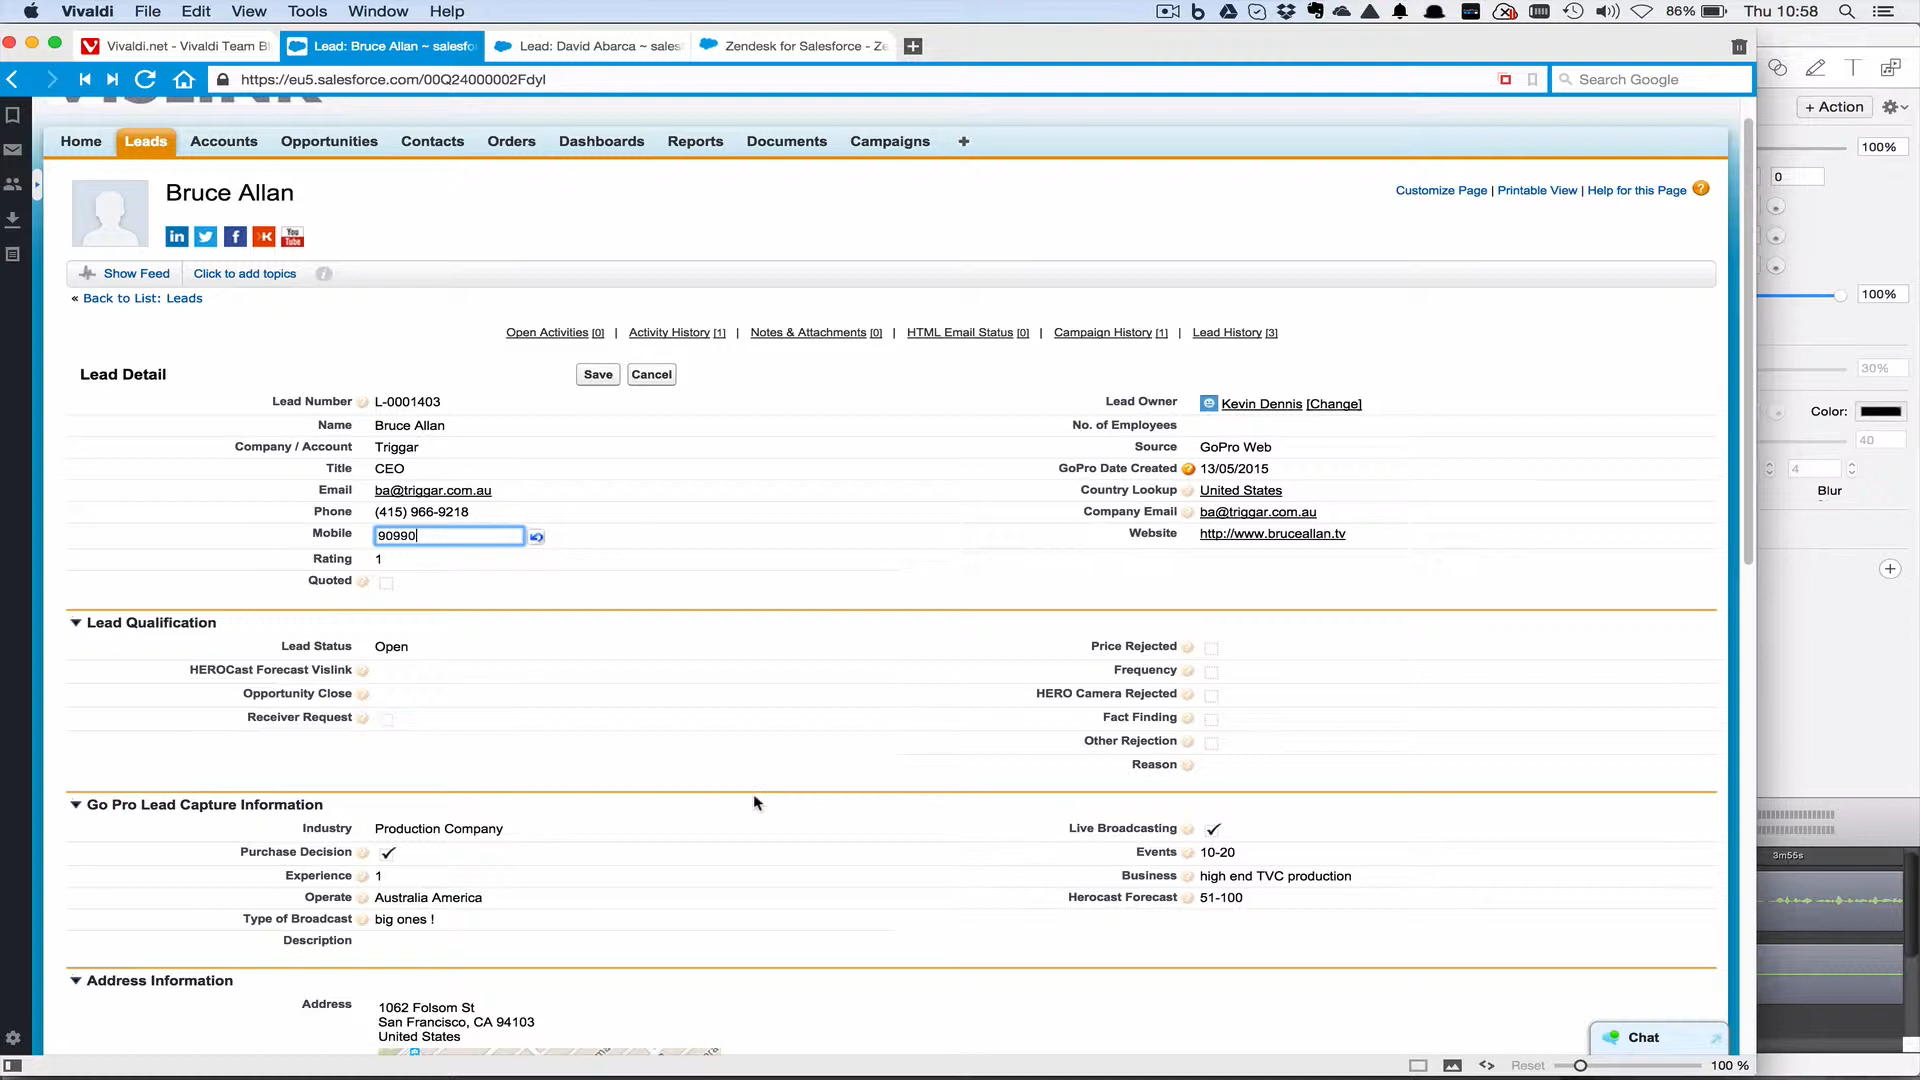 Vivaldi File Edit View Tools Window Help 86% Thu 10:58
Vivaldi.net - Vivaldi Team Bl Lead: Bruce Allan ~ salesfo Lead: David Abarca ~ sales Zendesk for Salesforce - Ze
https://eu5.salesforce.com/00Q24000002FdyI Search Google
+ Action
Home Leads Accounts Opportunities Contacts Orders Dashboards Reports Documents Campaigns +
100%
0
Bruce Allan
Customize Page | Printable View | Help for this Page ?
in f You Tube
Show Feed Click to add topics i
« Back to List: Leads
100%
Open Activities [0] | Activity History [1] | Notes & Attachments [0] | HTML Email Status [0] | Campaign History [1] | Lead History [3]
Lead Detail Save Cancel
30%
Lead Number L-0001403 Lead Owner Kevin Dennis [Change]
Color:
Name Bruce Allan No. of Employees
40
Company / Account Triggar Source GoPro Web
Title CEO GoPro Date Created 13/05/2015
4
Email ba@triggar.com.au Country Lookup United States
Blur
Phone (415) 966-9218 Company Email ba@triggar.com.au
Mobile 90990 Website http://www.bruceallan.tv
Rating 1
Quoted
Lead Qualification
Lead Status Open Price Rejected
HEROCast Forecast Vislink Frequency
Opportunity Close HERO Camera Rejected
Receiver Request Fact Finding
Other Rejection
Reason
Go Pro Lead Capture Information
Industry Production Company Live Broadcasting
Purchase Decision Events 10-20
3m55s
Experience 1 Business high end TVC production
Operate Australia America Herocast Forecast 51-100
Type of Broadcast big ones !
Description
Address Information
Address 1062 Folsom St
San Francisco, CA 94103
United States
Chat
Reset 100 %